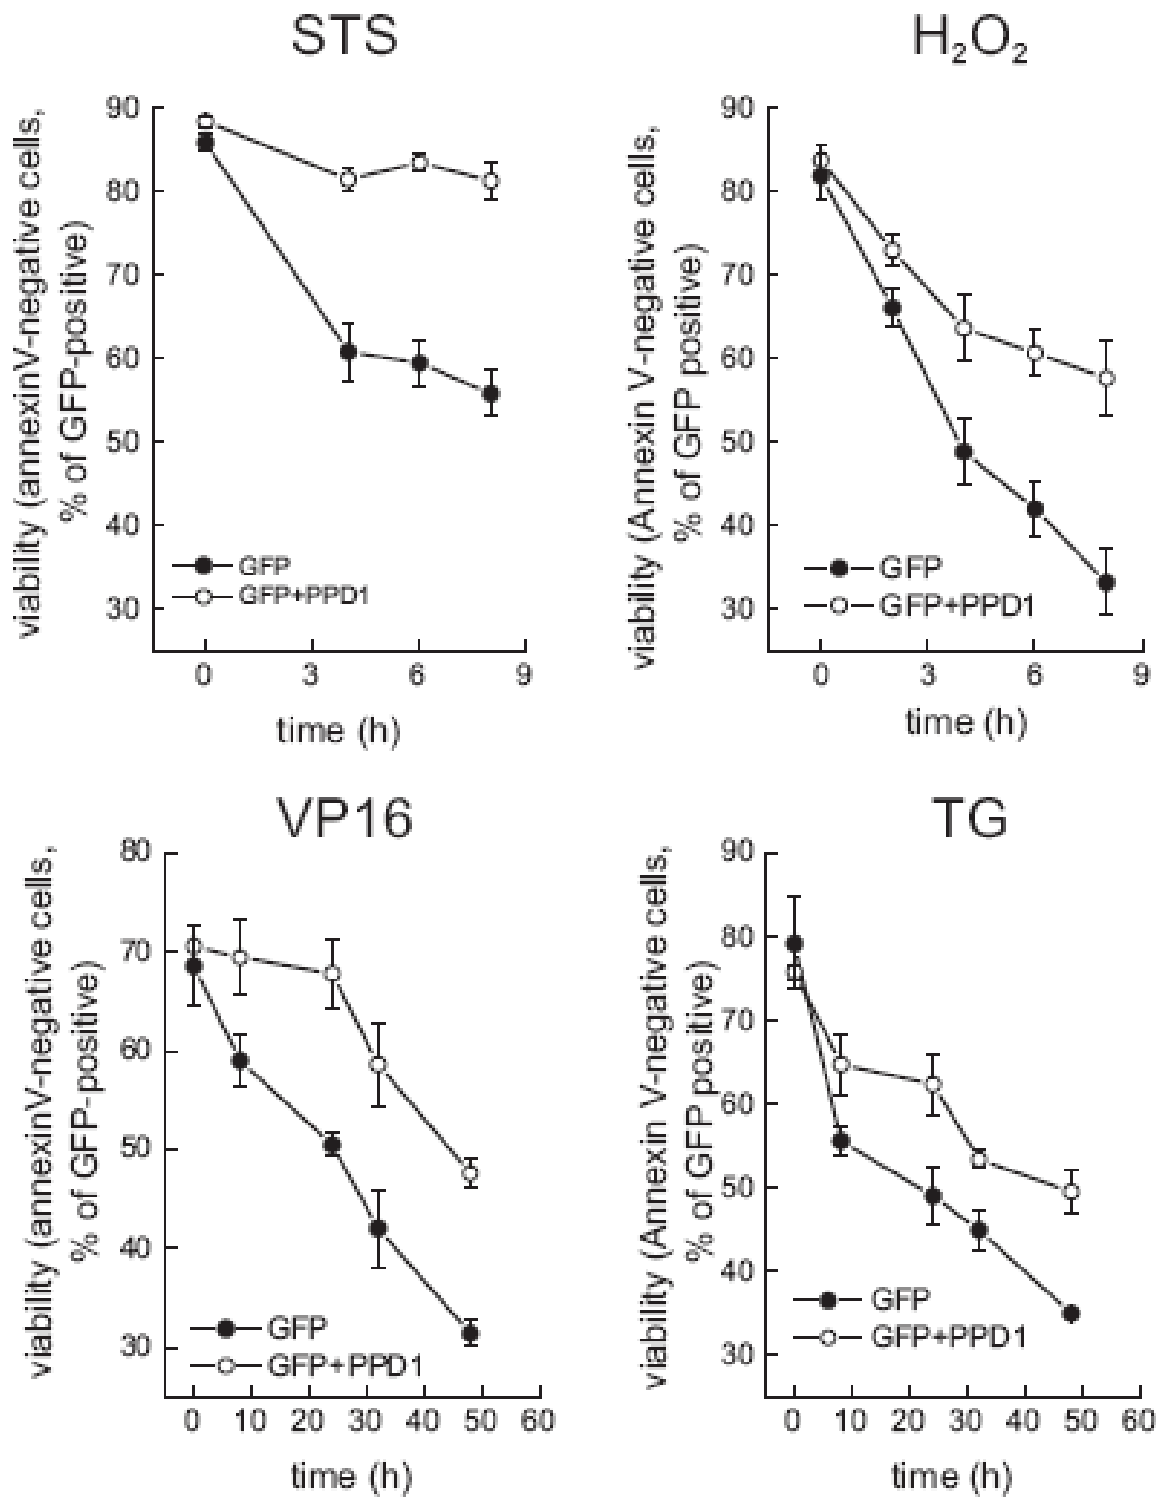 STS
viability (annexinV-negative cells,
% of GFP-positive)
90
80
70
60
50
40
30
GFP
GFP+PPD1
0 3 6 9
time (h)
H₂O₂
viability (Annexin V-negative cells,
% of GFP positive)
90
80
70
60
50
40
30
GFP
GFP+PPD1
0 3 6 9
time (h)
VP16
viability (annexinV-negative cells,
% of GFP-positive)
80
70
60
50
40
30
GFP
GFP+PPD1
0 10 20 30 40 50 60
time (h)
TG
viability (Annexin V-negative cells,
% of GFP positive)
90
80
70
60
50
40
30
GFP
GFP+PPD1
0 10 20 30 40 50 60
time (h)